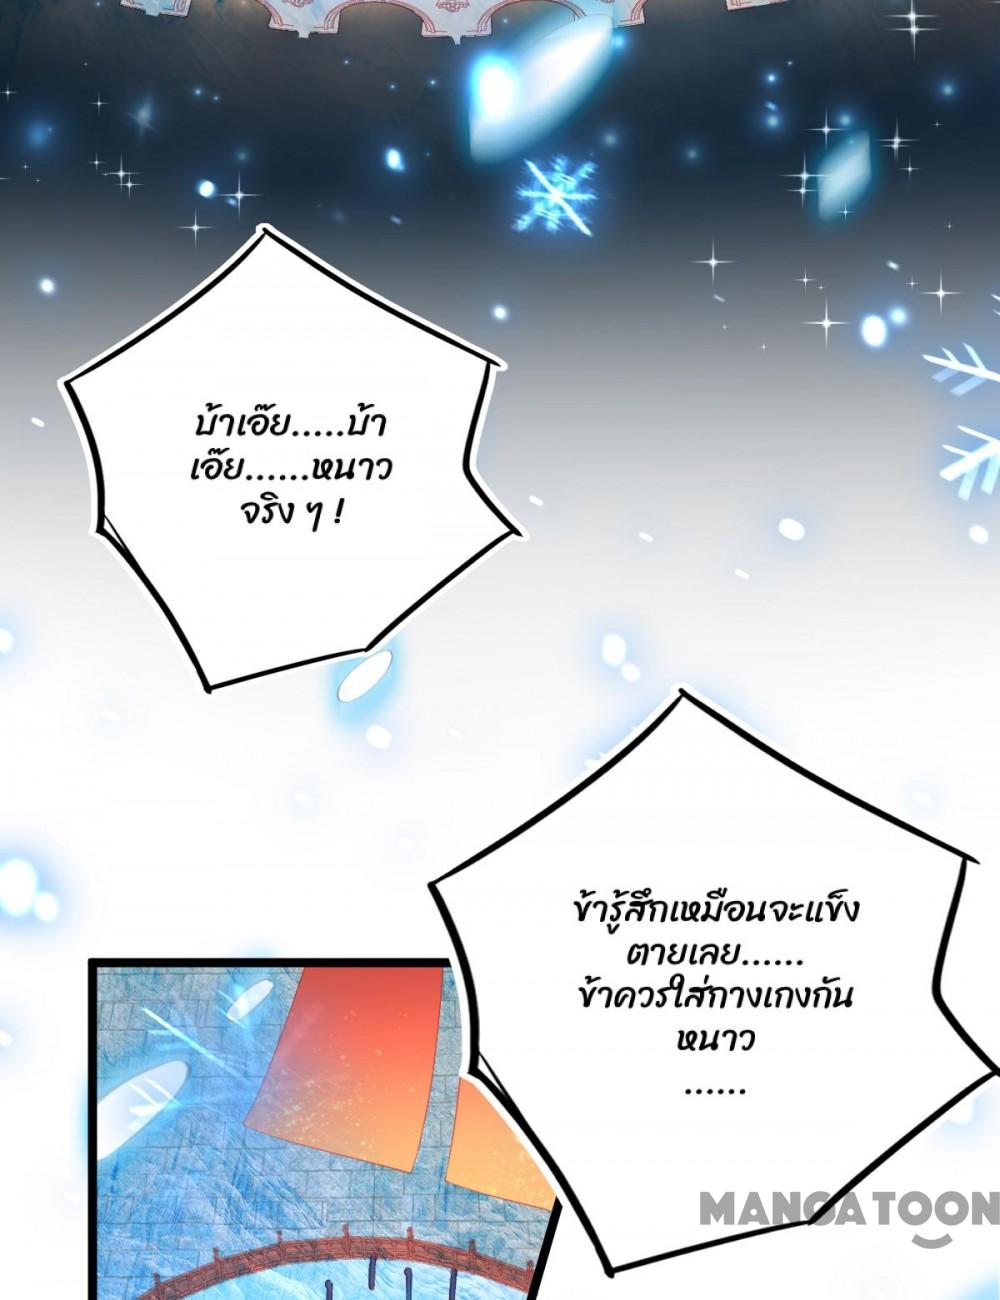 บ้าเอ๊ย.....บ้า
เอ๊ย......หนาว
จริง ๆ !
ข้ารู้สึกเหมือนจะแข็ง
ตายเลย......
ข้าควรใส่กางเกงกัน
หนาว
......
MANGATOON